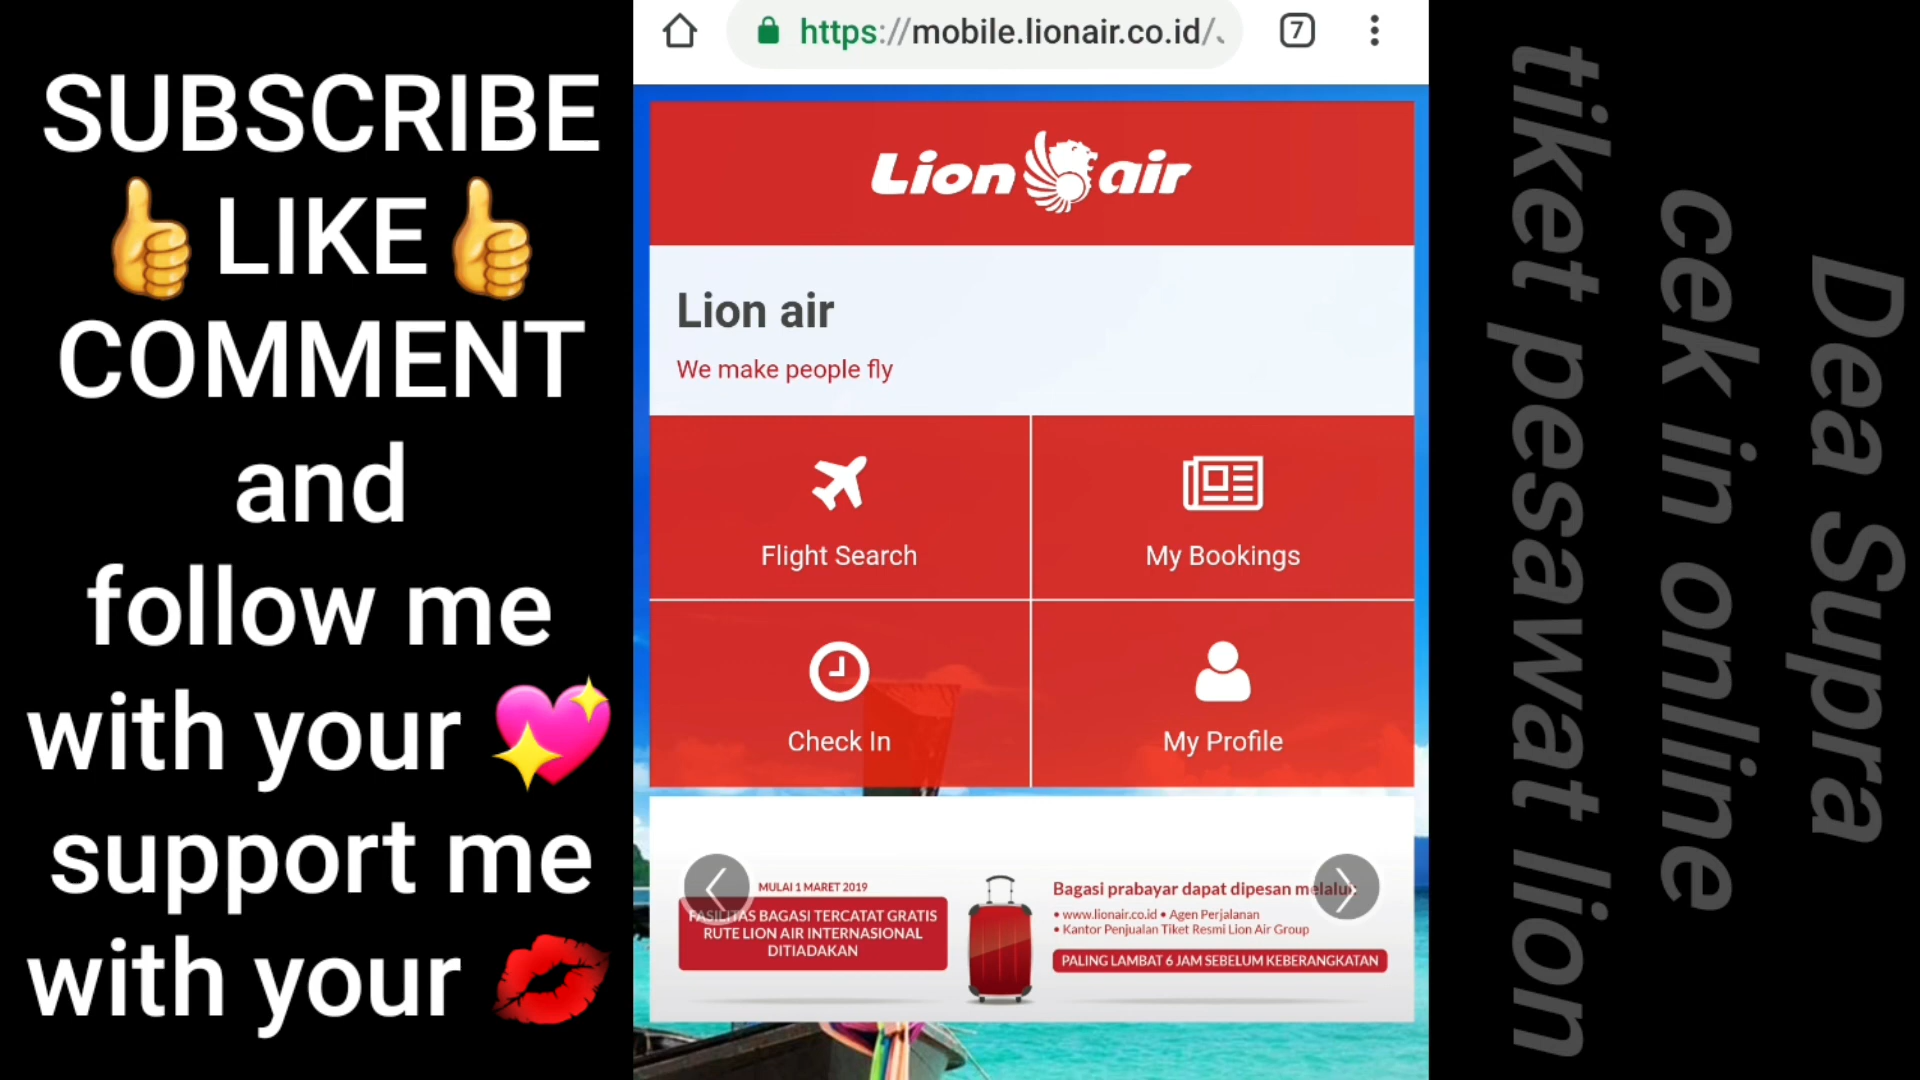 SUBSCRIBE
👍 LIKE 👍
COMMENT
and
follow me
with your 💖
support me
with your 💋
https://mobile.lionair.co.id/
7
Lion air
Lion air
We make people fly
Flight Search
My Bookings
Check In
My Profile
MULAI 1 MARET 2019
FASILITAS BAGASI TERCATAT GRATIS
RUTE LION AIR INTERNASIONAL
DITIADAKAN
Bagasi prabayar dapat dipesan melalui:
• www.lionair.co.id • Agen Perjalanan
• Kantor Penjualan Tiket Resmi Lion Air Group
PALING LAMBAT 6 JAM SEBELUM KEBERANGKATAN
Dea Supra
cek in online
tiket pesawat lion